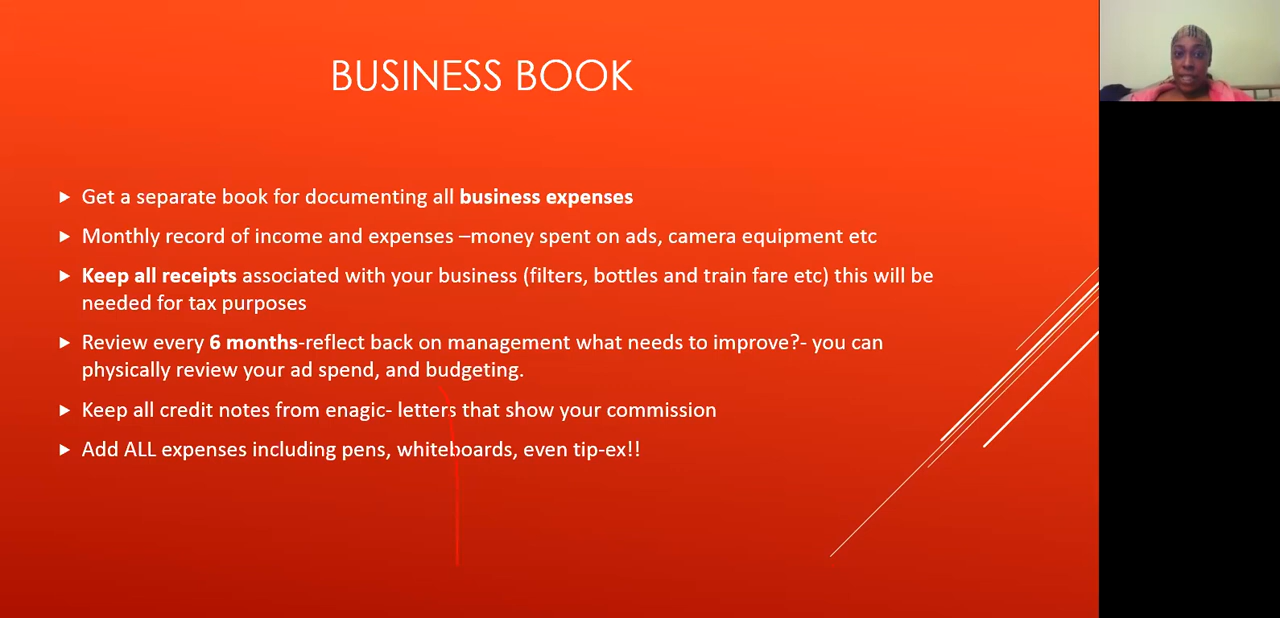 BUSINESS BOOK
Get a separate book for documenting all business expenses
Monthly record of income and expenses –money spent on ads, camera equipment etc
Keep all receipts associated with your business (filters, bottles and train fare etc) this will be
needed for tax purposes
Review every 6 months-reflect back on management what needs to improve?- you can
physically review your ad spend, and budgeting.
Keep all credit notes from enagic- letters that show your commission
Add ALL expenses including pens, whiteboards, even tip-ex!!